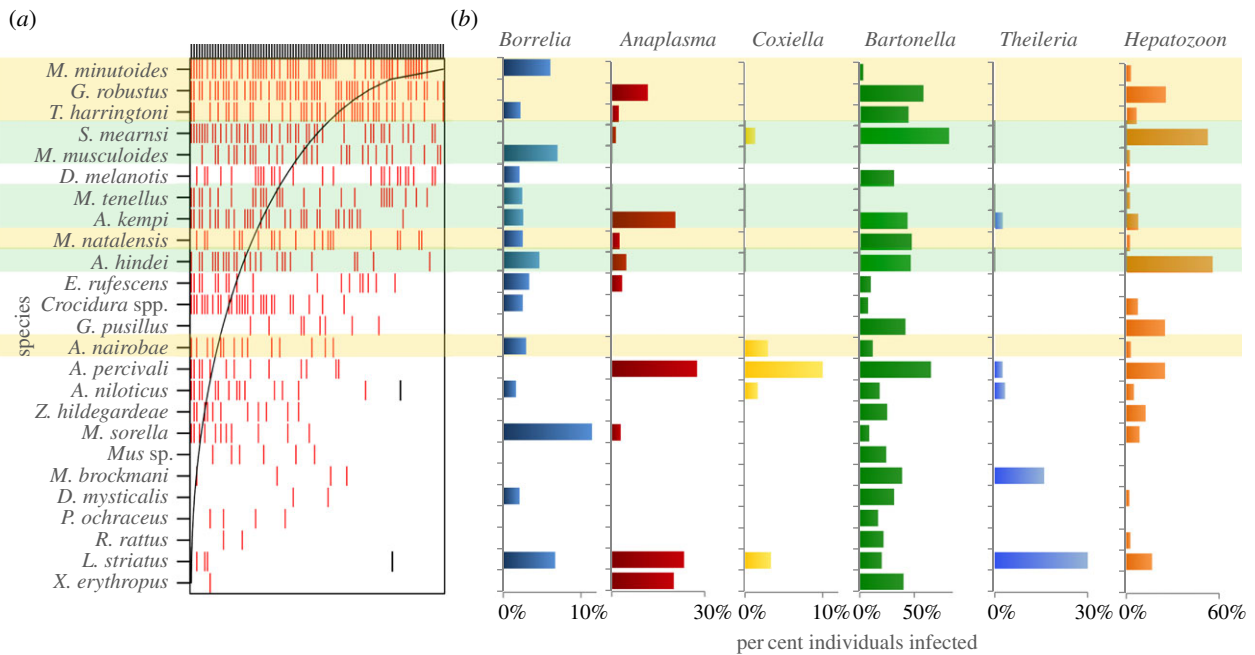 (a)
(b)
Borrelia Anaplasma Coxiella Bartonella Theileria Hepatozoon
M. minutoides
G. robustus
T. harringtoni
S. mearnsi
M. musculoides
D. melanotis
M. tenellus
A. kempi
M. natalensis
A. hindei
E. rufescens
Crocidura spp.
G. pusillus
A. nairobae
A. percivali
A. niloticus
Z. hildegardeae
M. sorella
Mus sp.
M. brockmani
D. mysticalis
P. ochraceus
R. rattus
L. striatus
X. erythropus
species
0% 10% 30% 0% 10% 0% 50% 0% 30% 0% 60%
per cent individuals infected